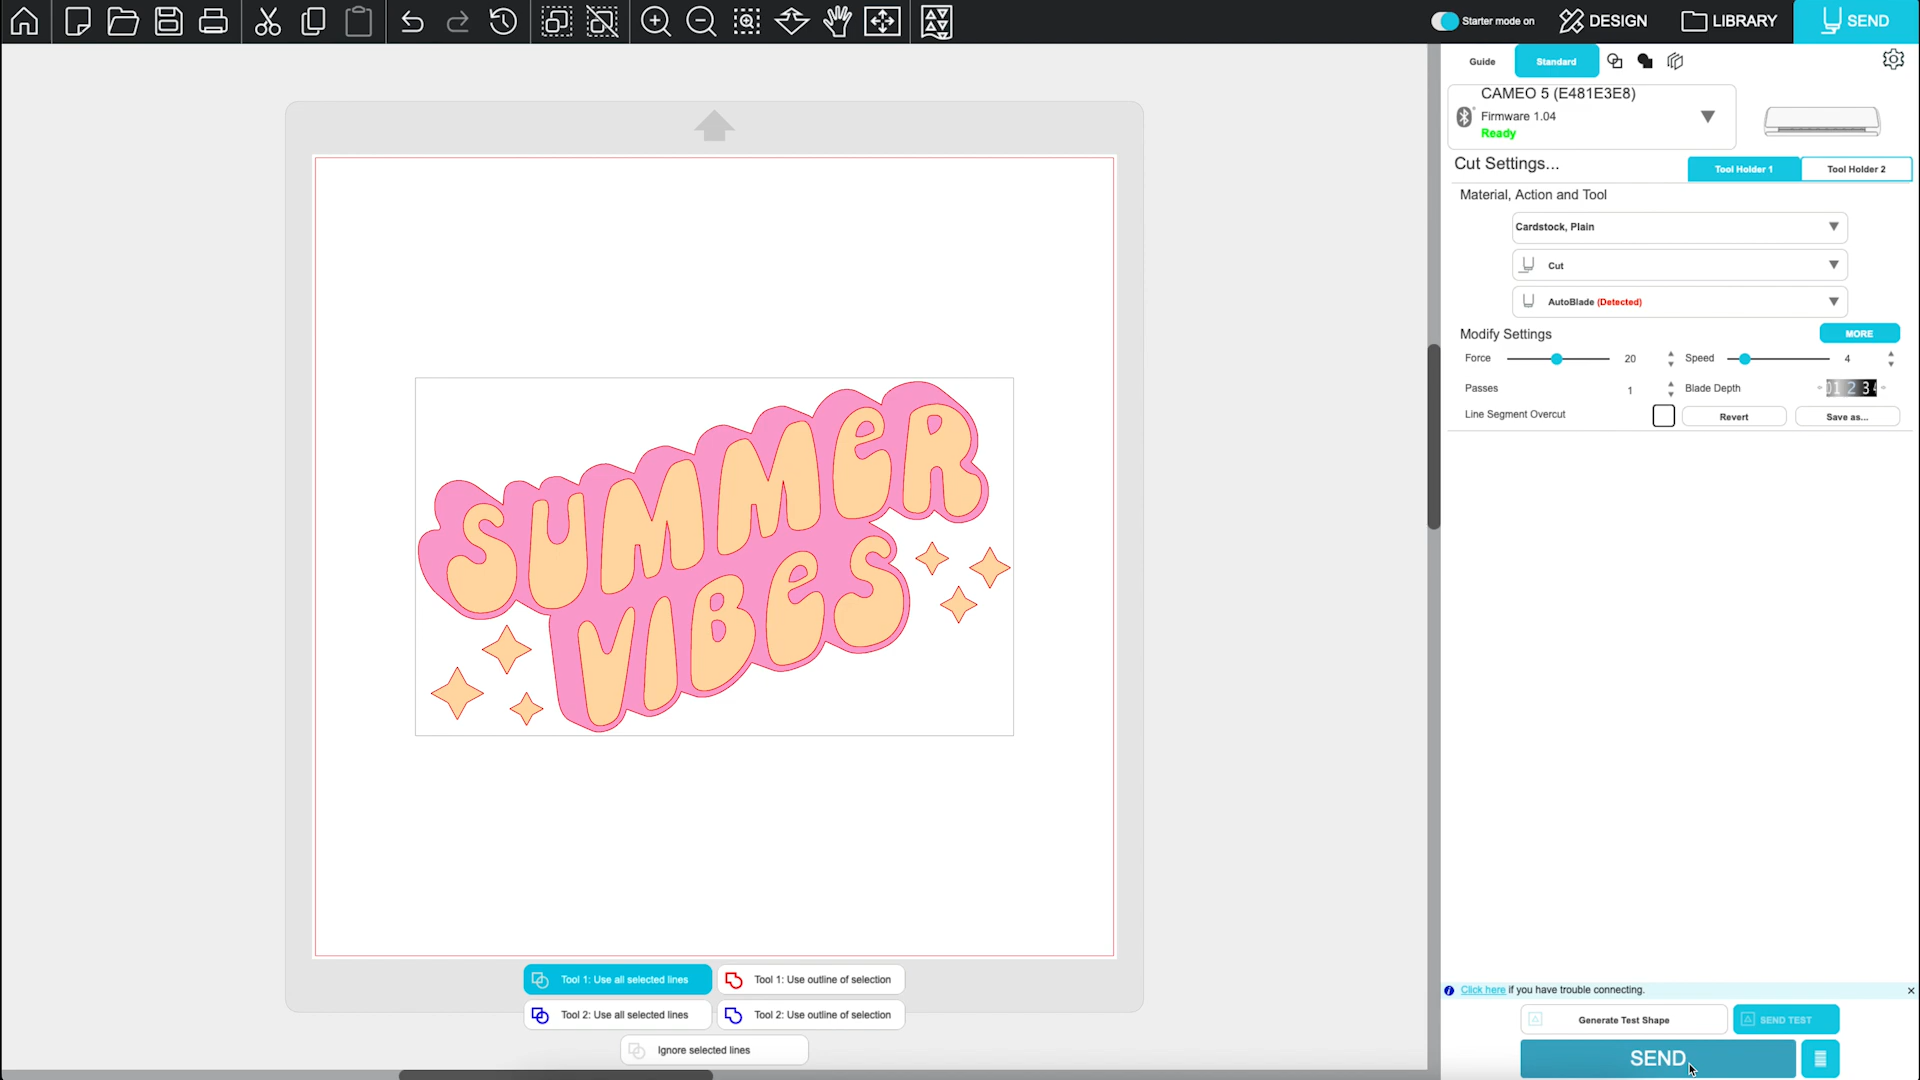 Starter mode on
DESIGN
LIBRARY
SEND
Guide
Standard
CAMEO 5 (E481E3E8)
Firmware 1.04
Ready
Cut Settings...
Tool Holder 1
Tool Holder 2
Material, Action and Tool
Cardstock, Plain
Cut
AutoBlade (Detected)
Modify Settings
MORE
Force
20
Speed
4
Passes
1
Blade Depth
1 2 3
Line Segment Overcut
Revert
Save as...
SUMMER
VIBES
Tool 1: Use all selected lines
Tool 1: Use outline of selection
Tool 2: Use all selected lines
Tool 2: Use outline of selection
Ignore selected lines
Click here if you have trouble connecting.
Generate Test Shape
SEND TEST
SEND